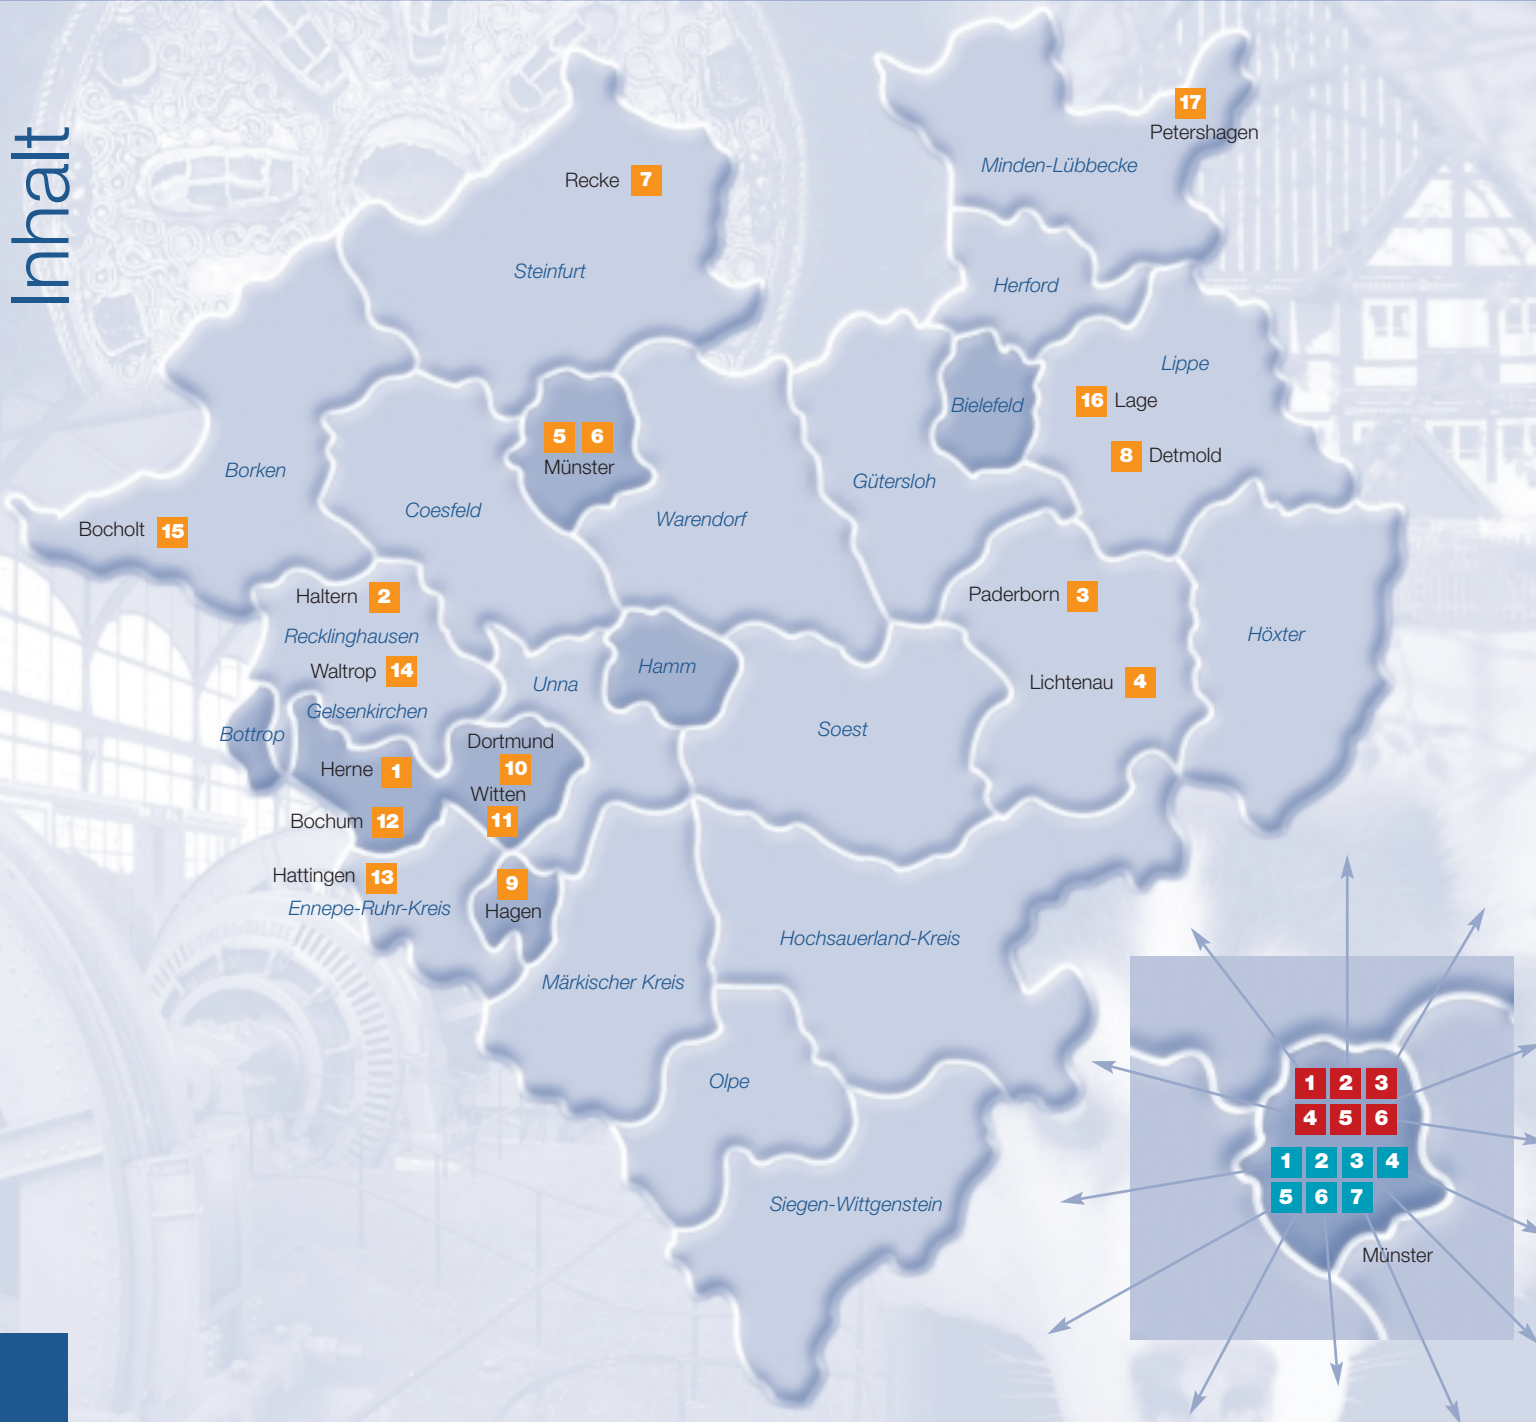 Inhalt
17
Petershagen
Minden-Lübbecke
Recke 7
Steinfurt
Herford
Lippe
16 Lage
Bielefeld
8 Detmold
5 6
Münster
Borken
Gütersloh
Coesfeld
Warendorf
Bocholt 15
Haltern 2
Paderborn 3
Recklinghausen
Höxter
Waltrop 14
Hamm
Unna
Lichtenau 4
Gelsenkirchen
Bottrop
Soest
Dortmund
10
Herne 1
Witten
11
Bochum 12
Hattingen 13
9
Hagen
Ennepe-Ruhr-Kreis
Hochsauerland-Kreis
Märkischer Kreis
Olpe
Siegen-Wittgenstein
1 2 3
4 5 6
1 2 3 4
5 6 7
Münster